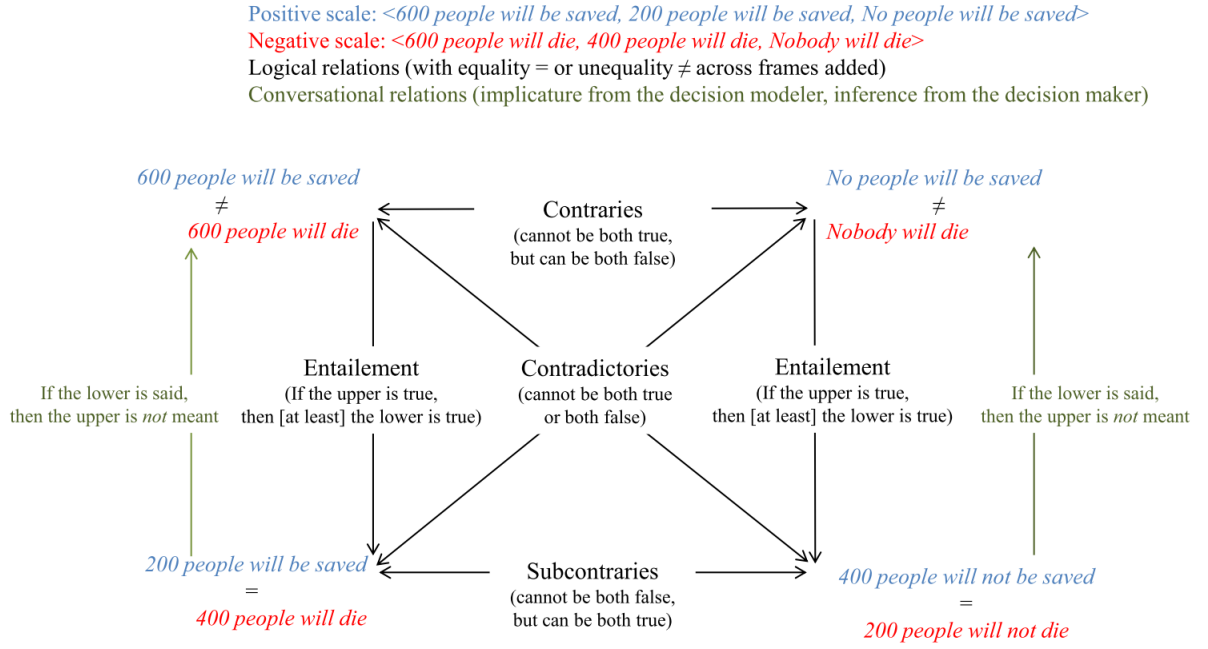 Positive scale: <600 people will be saved, 200 people will be saved, No people will be saved>
Negative scale: <600 people will die, 400 people will die, Nobody will die>
Logical relations (with equality = or unequality ≠ across frames added)
Conversational relations (implicature from the decision modeler, inference from the decision maker)
600 people will be saved
≠
600 people will die
Contraries
(cannot be both true,
but can be both false)
No people will be saved
≠
Nobody will die
If the lower is said,
then the upper is not meant
Entailement
(If the upper is true,
then [at least] the lower is true)
Contradictories
(cannot be both true
or both false)
Entailement
(If the upper is true,
then [at least] the lower is true)
If the lower is said,
then the upper is not meant
200 people will be saved
=
400 people will die
Subcontraries
(cannot be both false,
but can be both true)
400 people will not be saved
=
200 people will not die